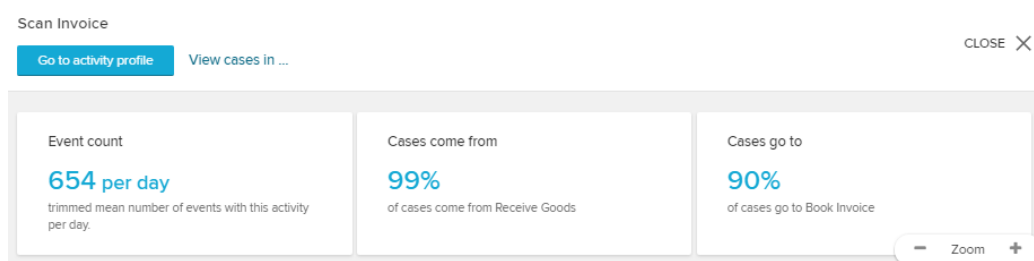 Scan Invoice
CLOSE
Go to activity profile
View cases in ...
Event count
654 per day
trimmed mean number of events with this activity
per day.
Cases come from
99%
of cases come from Receive Goods
Cases go to
90%
of cases go to Book Invoice
Zoom